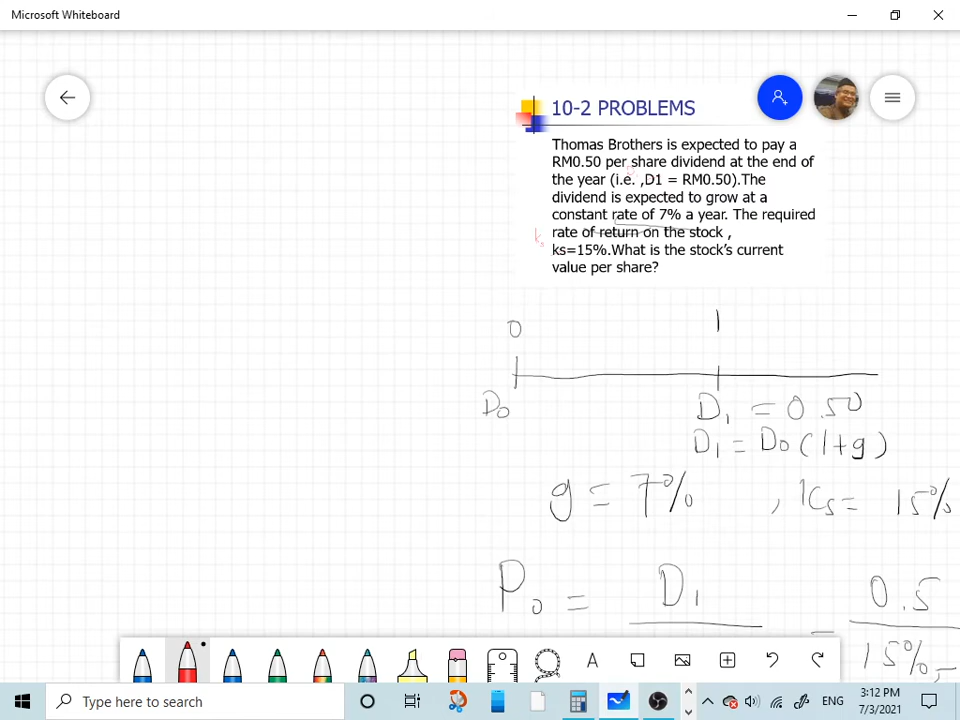 Microsoft Whiteboard
10-2 PROBLEMS
Thomas Brothers is expected to pay a
RM0.50 per share dividend at the end of
the year (i.e. ,D1 = RM0.50).The
dividend is expected to grow at a
constant rate of 7% a year. The required
rate of return on the stock ,
ks=15%.What is the stock's current
value per share?
ks
0 1
D0 D1 = 0.50
D1 = D0 (1+g)
g = 7% , ks = 15%
P0 = D1 = 0.5
15% -
A
Type here to search
ENG
3:12 PM
7/3/2021